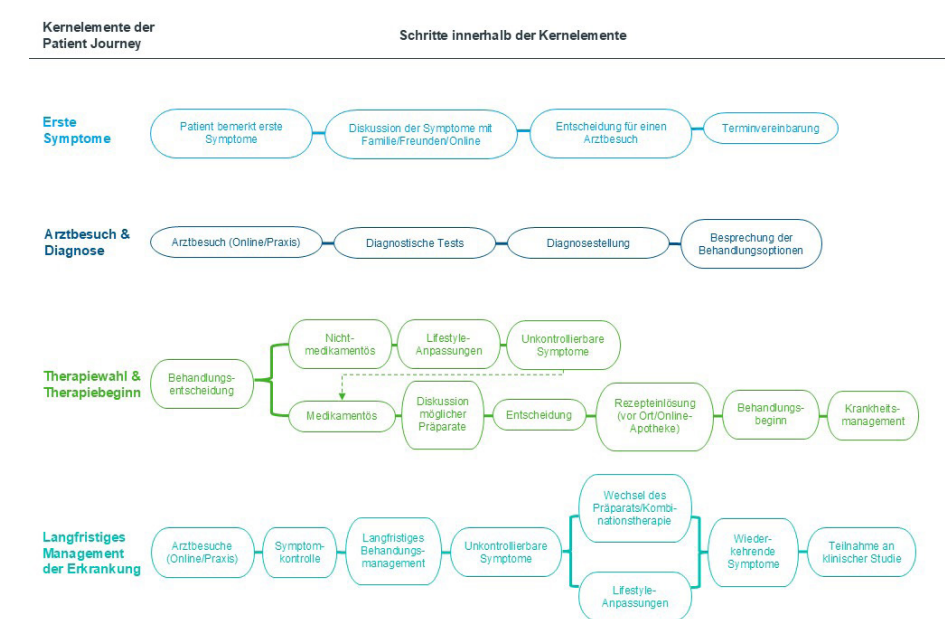 Kernelemente der
Patient Journey
Schritte innerhalb der Kernelemente
Erste
Symptome
Patient bemerkt erste
Symptome
Diskussion der Symptome mit
Familie/Freunden/Online
Entscheidung für einen
Arztbesuch
Terminvereinbarung
Arztbesuch &
Diagnose
Arztbesuch (Online/Praxis)
Diagnostische Tests
Diagnosestellung
Besprechung der
Behandlungsoptionen
Therapiewahl &
Therapiebeginn
Behandlungs-
entscheidung
Nicht-
medikamentös
Lifestyle-
Anpassungen
Unkontrollierbare
Symptome
Medikamentös
Diskussion
möglicher
Präparate
Entscheidung
Rezepteinlösung
(vor Ort/Online-
Apotheke)
Behandlungs-
beginn
Krankheits-
management
Langfristiges
Management
der Erkrankung
Arztbesuche
(Online/Praxis)
Symptom-
kontrolle
Langfristiges
Behandungs-
management
Unkontrollierbare
Symptome
Wechsel des
Präparats/Kombi-
nationstherapie
Lifestyle-
Anpassungen
Wieder-
kehrende
Symptome
Teilnahme an
klinischer Studie